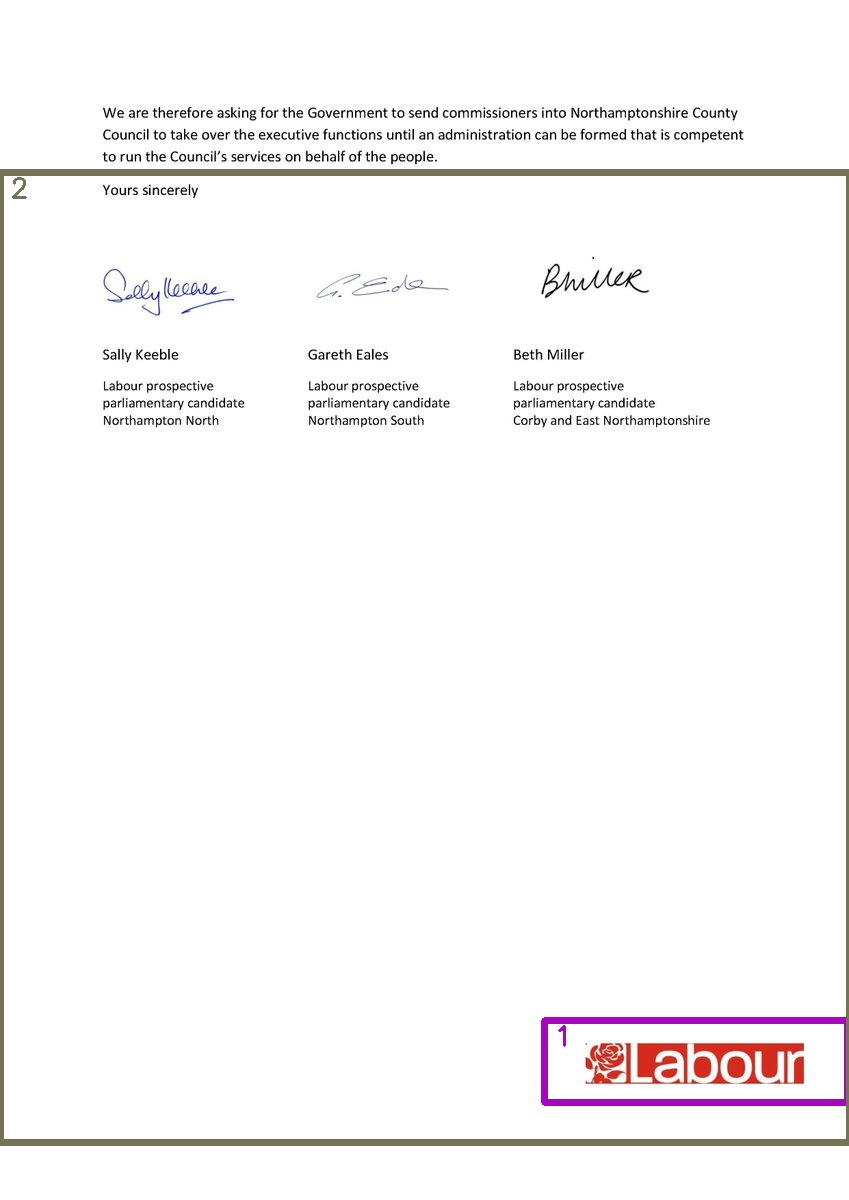 We are therefore asking for the Government to send commissioners into Northamptonshire County
Council to take over the executive functions until an administration can be formed that is competent
to run the Council's services on behalf of the people.
2
Yours sincerely
Sally Keeble
G. Eales
B Miller
Sally Keeble
Gareth Eales
Beth Miller
Labour prospective
parliamentary candidate
Northampton North
Labour prospective
parliamentary candidate
Northampton South
Labour prospective
parliamentary candidate
Corby and East Northamptonshire
1
Labour